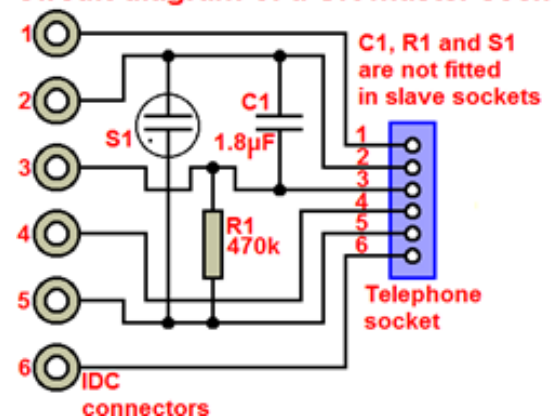 C1, R1 and S1
are not fitted
in slave sockets
1
2
3
4
5
6
S1
C1
1.8µF
R1
470k
1
2
3
4
5
6
Telephone
socket
IDC
connectors